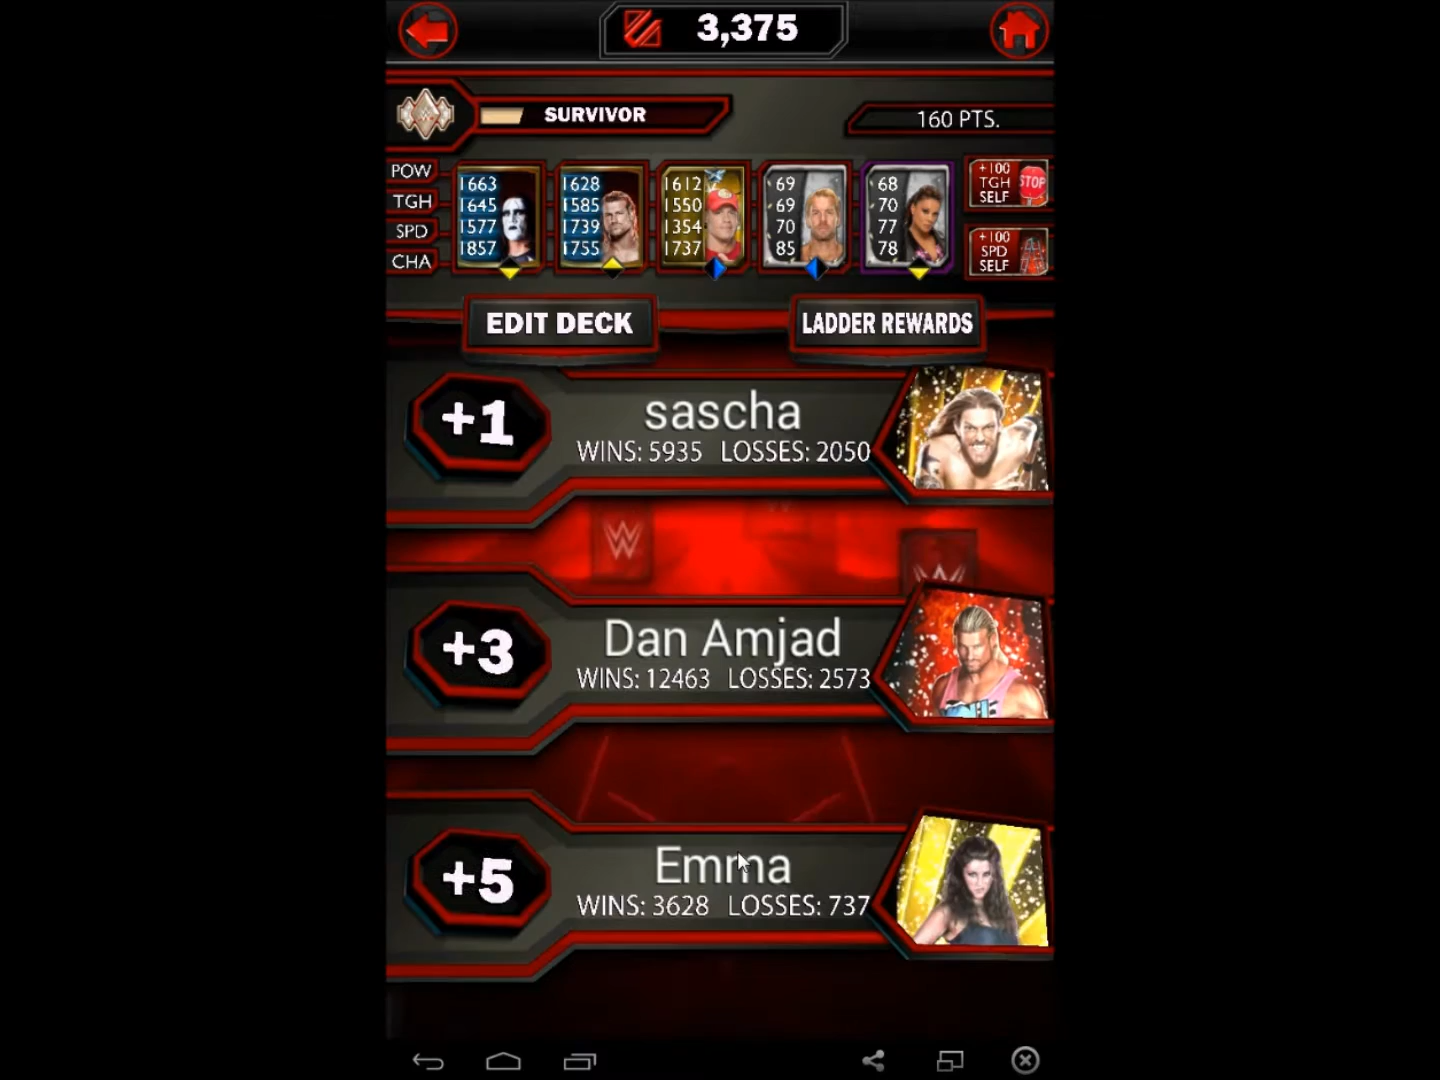 3,375
SURVIVOR
160 PTS.
POW
TGH
SPD
CHA
1663
1645
1577
1857
1628
1585
1739
1755
1612
1550
1354
1737
69
69
70
85
68
70
77
78
+100
TGH
SELF
STOP
+100
SPD
SELF
EDIT DECK
LADDER REWARDS
+1
sascha
WINS: 5935 LOSSES: 2050
+3
Dan Amjad
WINS: 12463 LOSSES: 2573
+5
Emma
WINS: 3628 LOSSES: 737